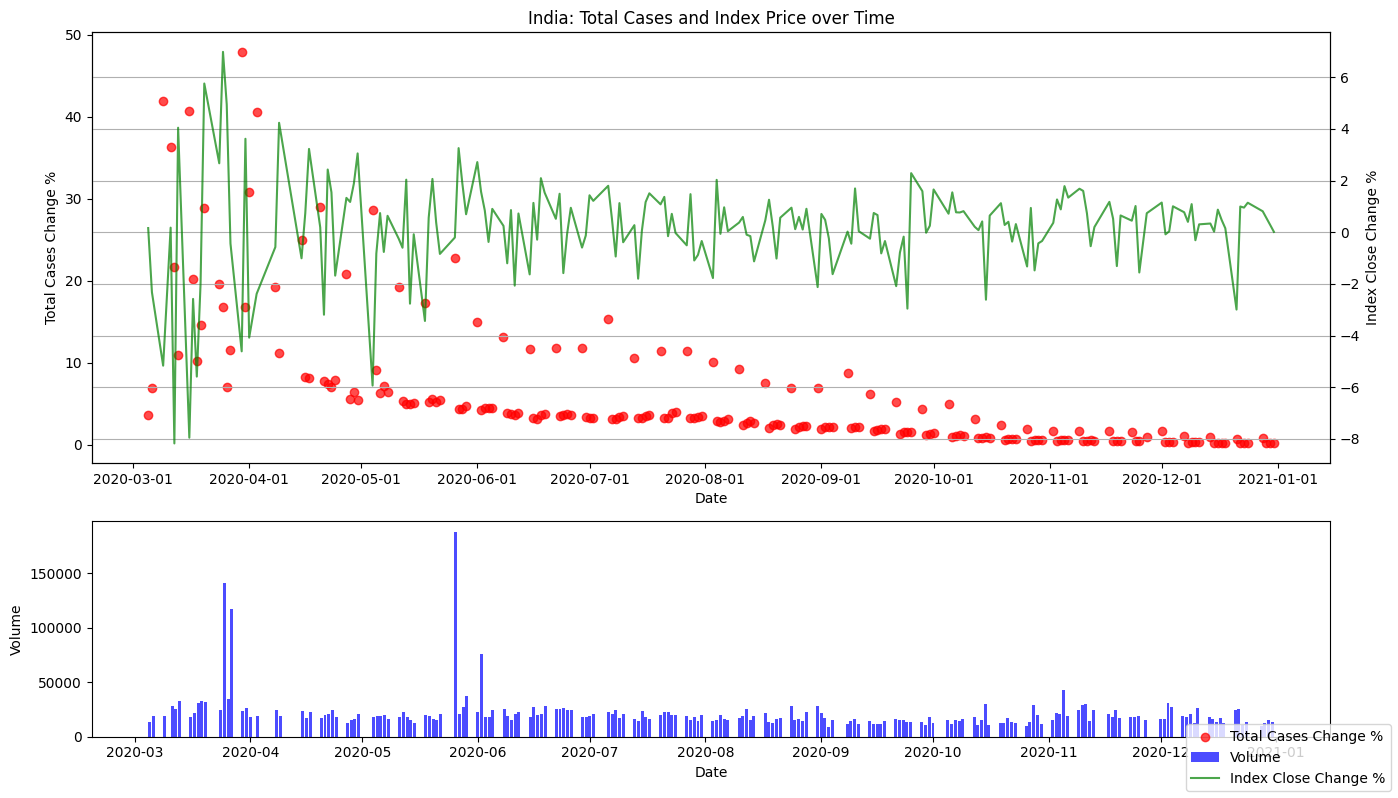 India: Total Cases and Index Price over Time
Total Cases Change %
50
40
30
20
10
0
6
4
2
0
−2
−4
−6
−8
Index Close Change %
2020-03-01 2020-04-01 2020-05-01 2020-06-01 2020-07-01 2020-08-01 2020-09-01 2020-10-01 2020-11-01 2020-12-01 2021-01-01
Date
Volume
150000
100000
50000
0
2020-03 2020-04 2020-05 2020-06 2020-07 2020-08 2020-09 2020-10 2020-11 2020-12 2021-01
Date
Total Cases Change %
Volume
Index Close Change %